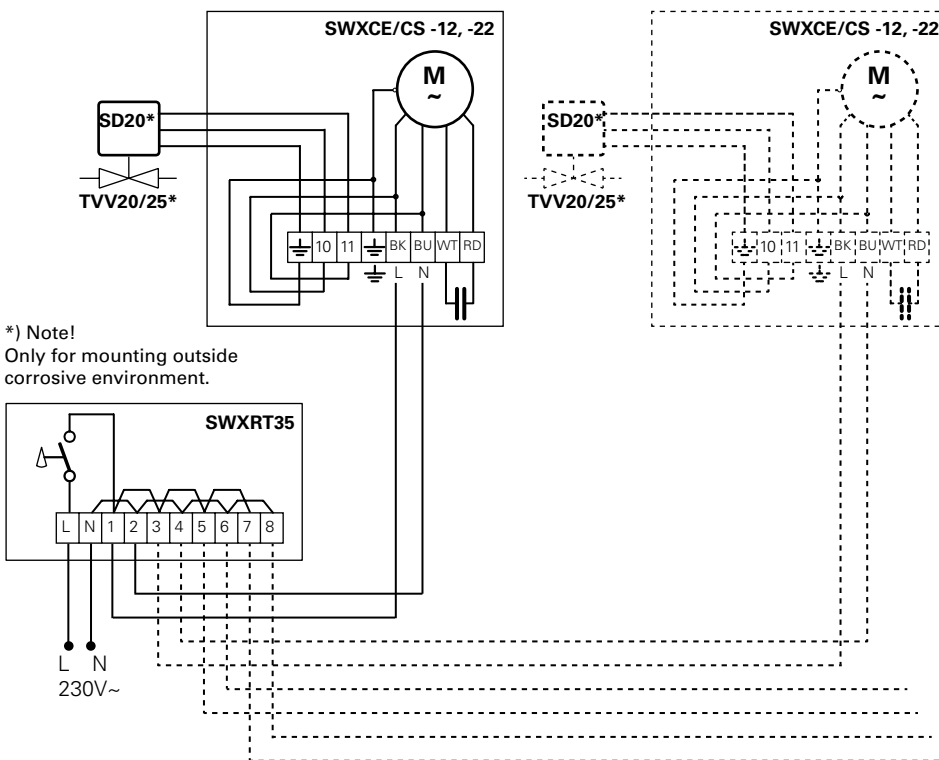 SWXCE/CS -12, -22
M
~
SD20*
TVV20/25*
10 11 BK BU WT RD
L N
SWXCE/CS -12, -22
M
~
SD20*
TVV20/25*
10 11 BK BU WT RD
L N
*) Note!
Only for mounting outside
corrosive environment.
SWXRT35
L N 1 2 3 4 5 6 7 8
L N
230V~